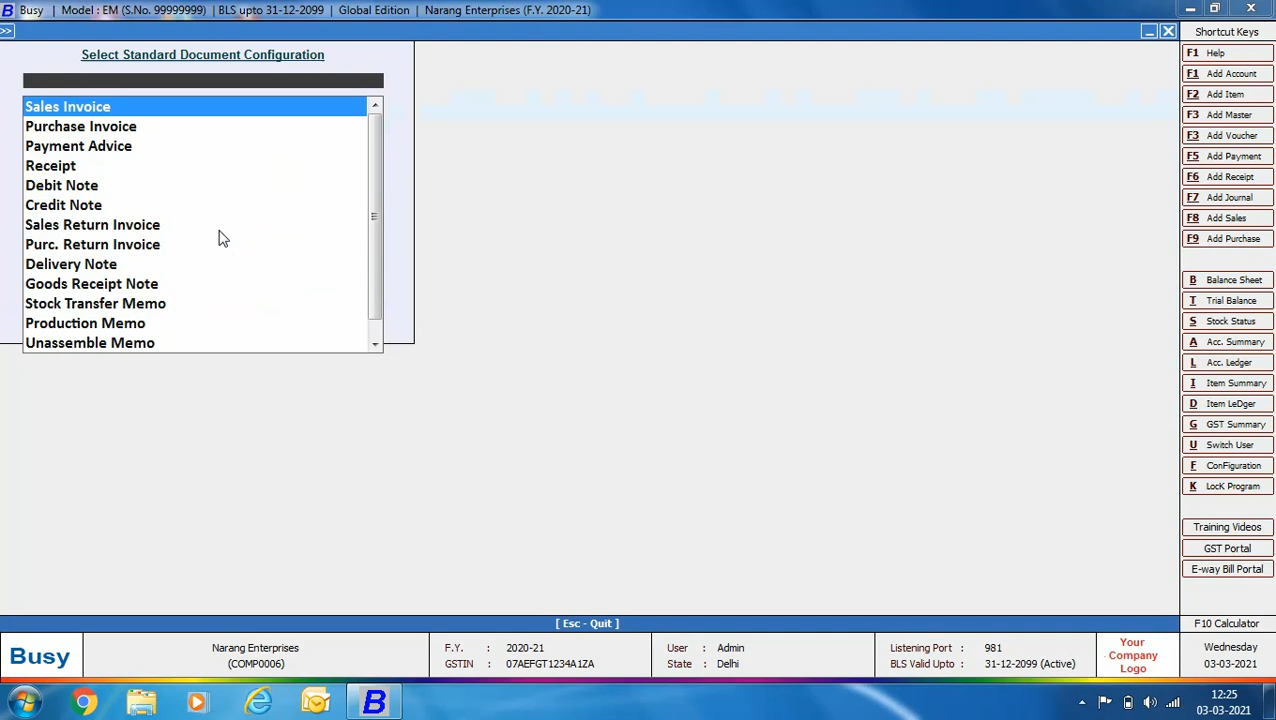 Busy Model : EM (S.No. 99999999) BLS upto 31-12-2099 Global Edition Narang Enterprises (F.Y. 2020-21)
>>
Select Standard Document Configuration
Sales Invoice
Purchase Invoice
Payment Advice
Receipt
Debit Note
Credit Note
Sales Return Invoice
Purc. Return Invoice
Delivery Note
Goods Receipt Note
Stock Transfer Memo
Production Memo
Unassemble Memo
Shortcut Keys
F1 Help
F1 Add Account
F2 Add Item
F3 Add Master
F3 Add Voucher
F5 Add Payment
F6 Add Receipt
F7 Add Journal
F8 Add Sales
F9 Add Purchase
B Balance Sheet
T Trial Balance
S Stock Status
A Acc. Summary
L Acc. Ledger
I Item Summary
D Item LeDger
G GST Summary
U Switch User
F ConFiguration
K LocK Program
Training Videos
GST Portal
E-way Bill Portal
[ Esc - Quit ]
F10 Calculator
Busy
Narang Enterprises
(COMP0006)
F.Y. : 2020-21
GSTIN : 07AEFGT1234A1ZA
User : Admin
State : Delhi
Listening Port : 981
BLS Valid Upto : 31-12-2099 (Active)
Your
Company
Logo
Wednesday
03-03-2021
12:25
03-03-2021